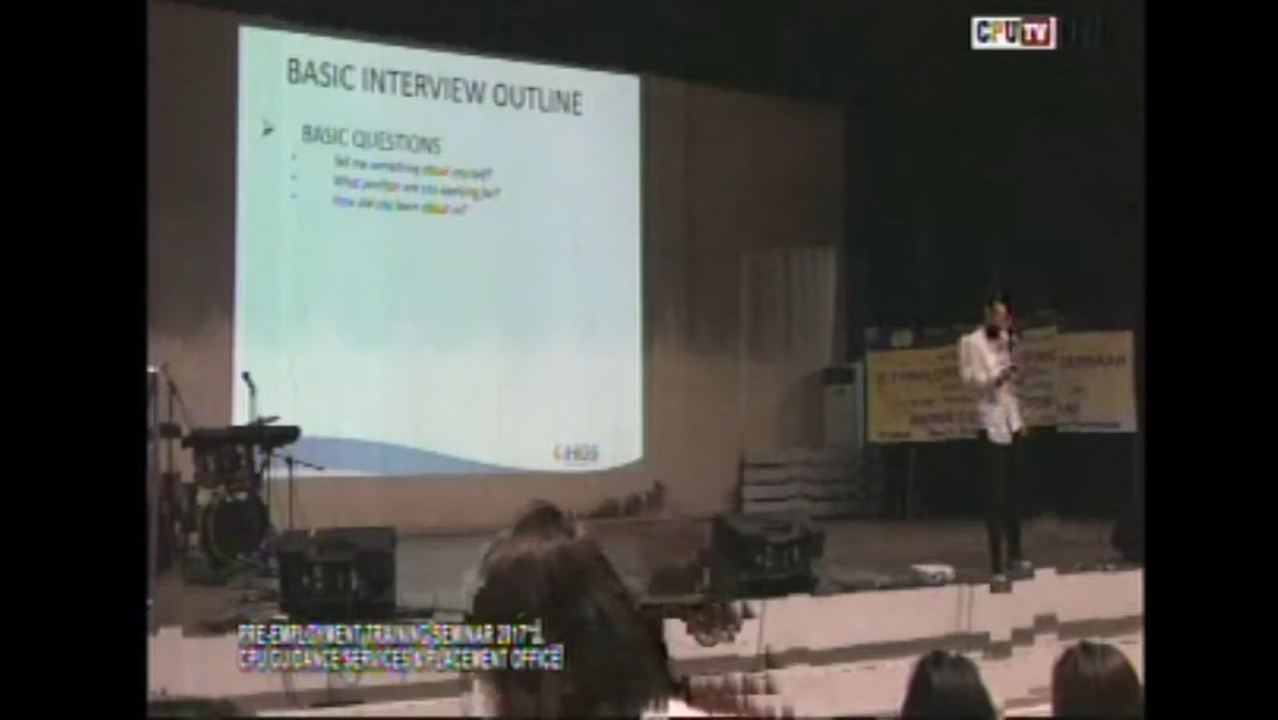 CPU TV
BASIC INTERVIEW OUTLINE
BASIC QUESTIONS
Tell me something about yourself?
What position are you applying for?
How did you learn about us?
HGS
PRE-EMPLOYMENT TRAINING SEMINAR 2017
CPU GUIDANCE SERVICES N PLACEMENT OFFICE